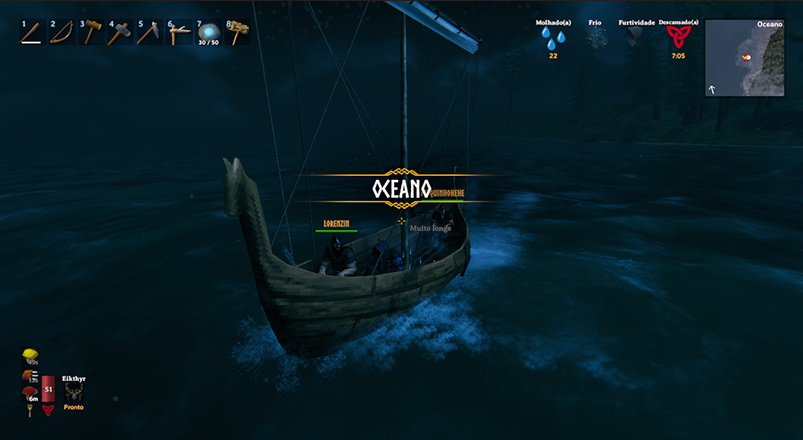 1 2 3 4 5 6 7 8
30 / 50
Molhado(a) Frio Furtividade Descansado(a)
22 7:05
Oceano
OCEANO
LORENZIN
Muito longe
13s
6m
51
Eikthyr
Pronto